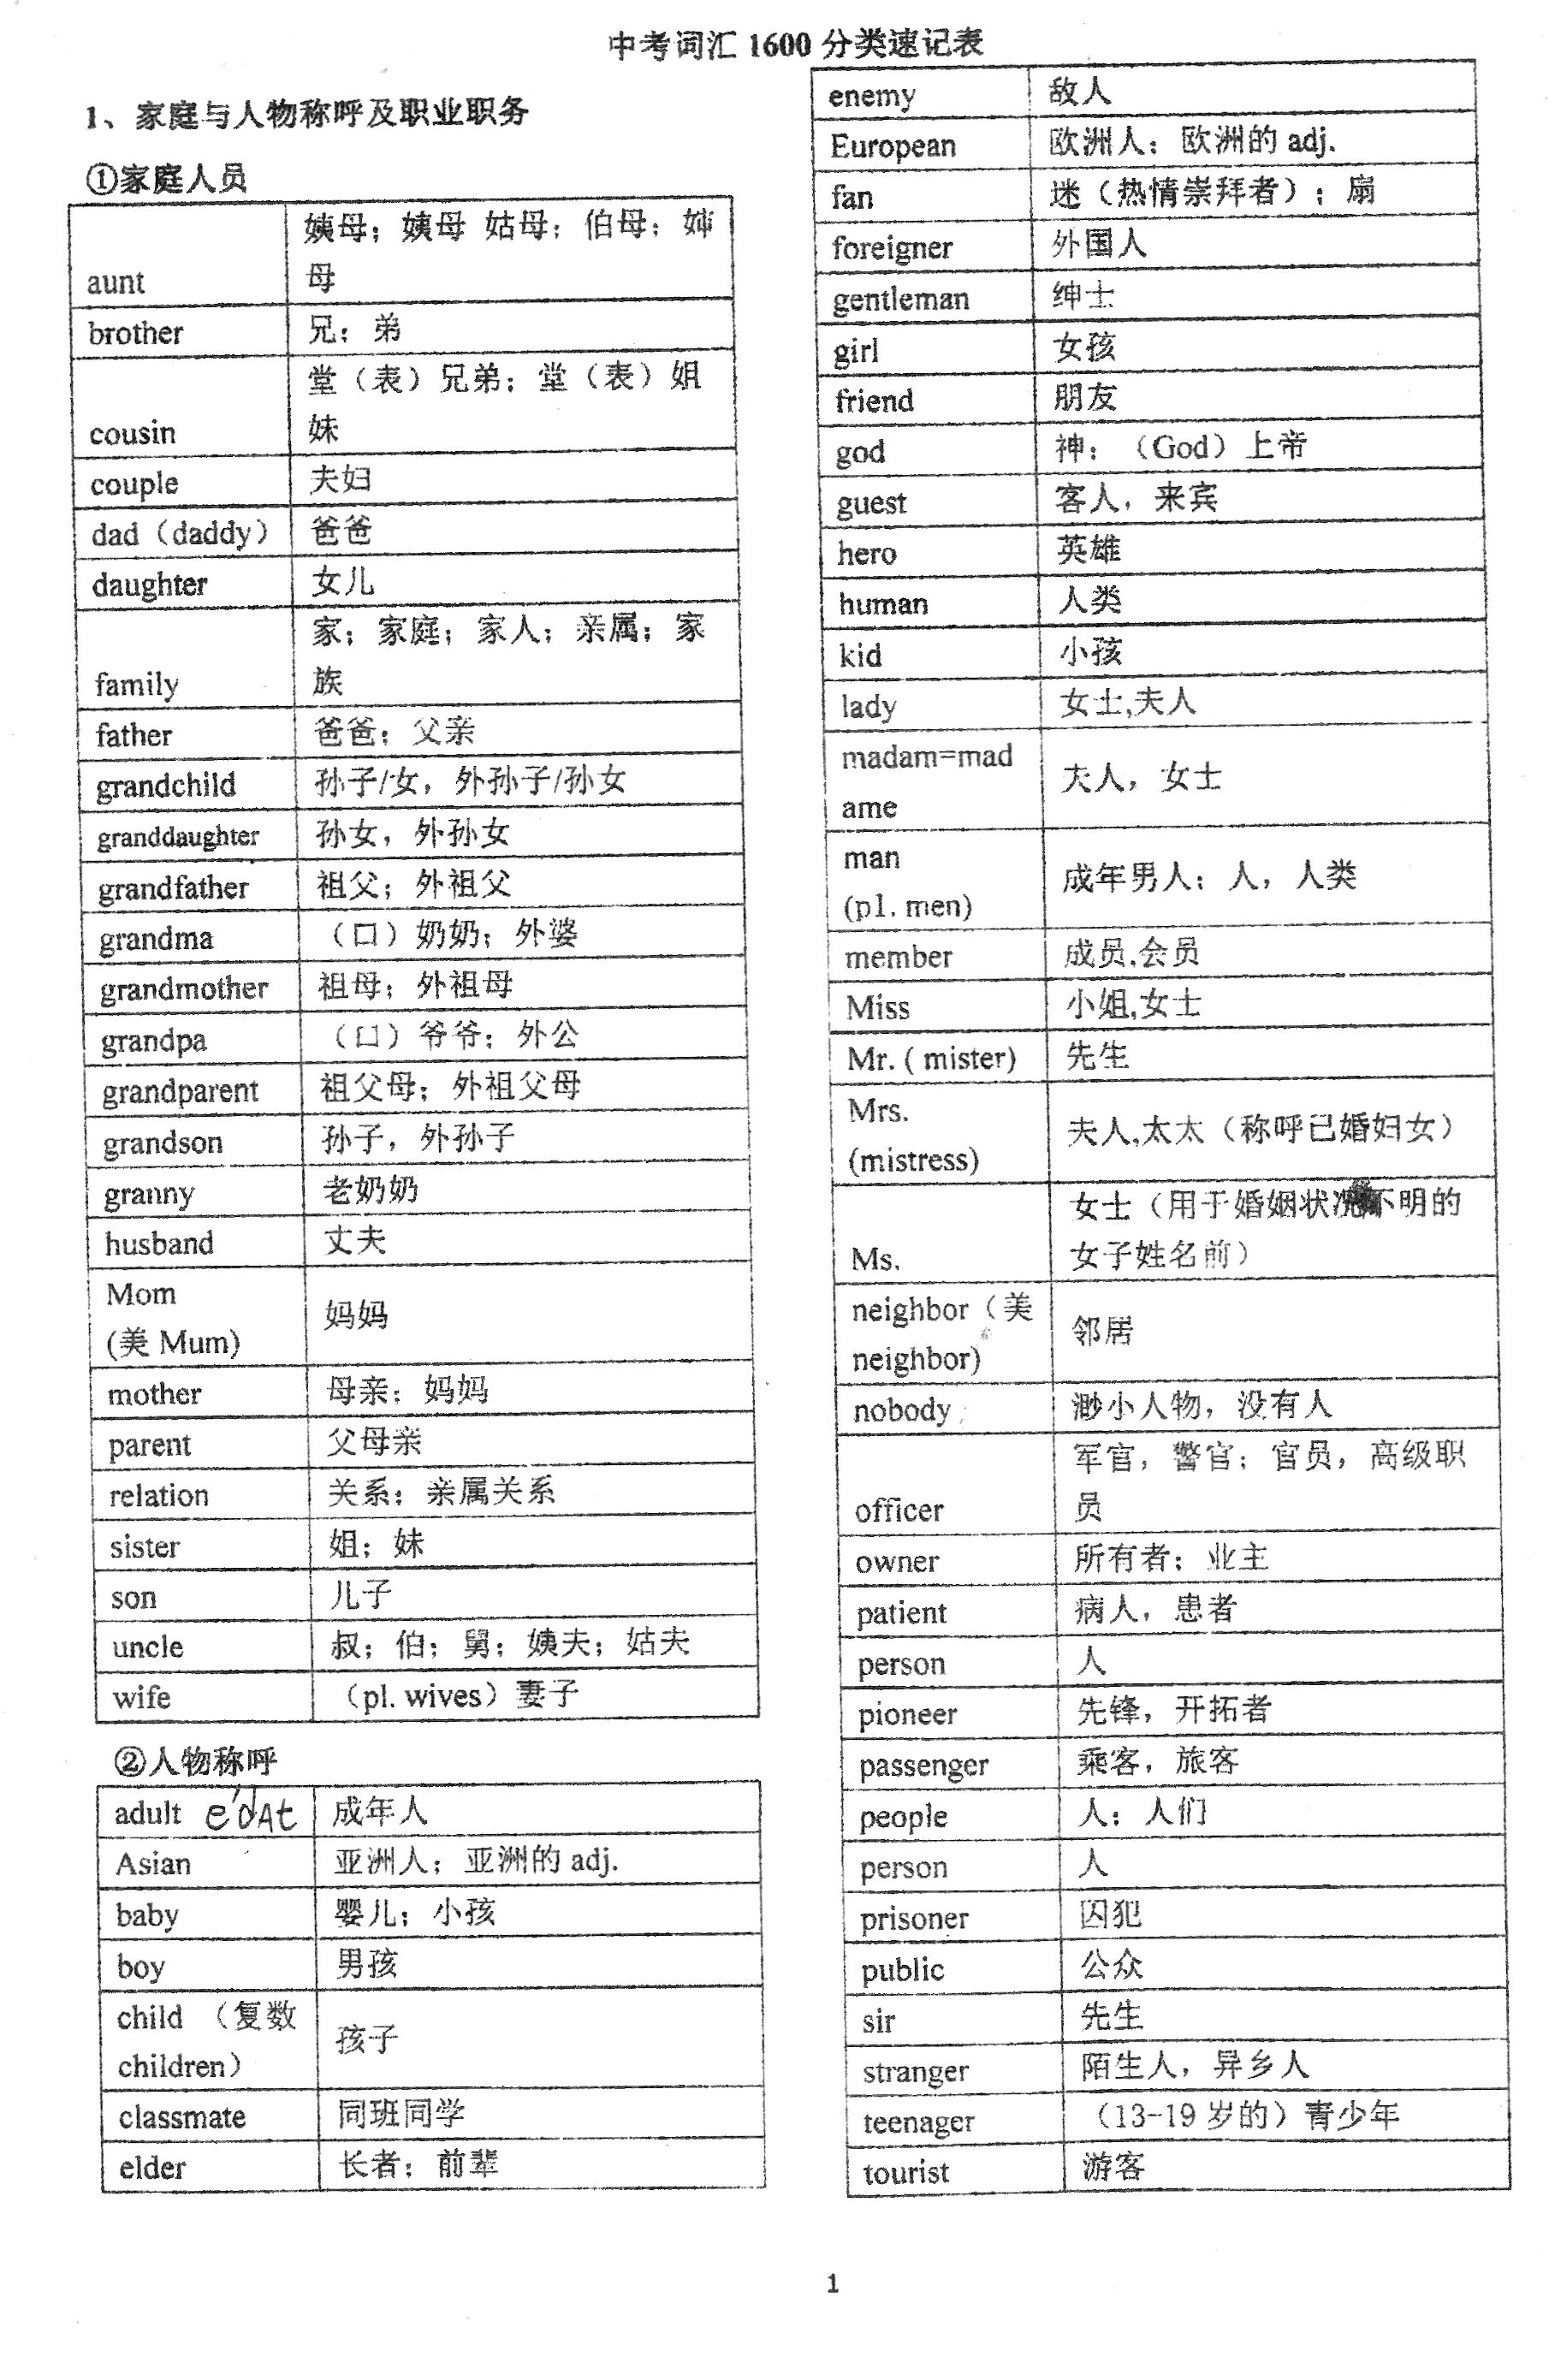 中考词汇 1600 分类速记表
1、家庭与人物称呼及职业职务
①家庭人员
aunt 姨母；姨母 姑母；伯母；婶
母
brother 兄；弟
cousin 堂（表）兄弟；堂（表）姐
妹
couple 夫妇
dad（daddy） 爸爸
daughter 女儿
family 家；家庭；家人；亲属；家
族
father 爸爸；父亲
grandchild 孙子/女，外孙子/孙女
granddaughter 孙女，外孙女
grandfather 祖父；外祖父
grandma （口）奶奶；外婆
grandmother 祖母；外祖母
grandpa （口）爷爷；外公
grandparent 祖父母；外祖父母
grandson 孙子，外孙子
granny 老奶奶
husband 丈夫
Mom
(美 Mum) 妈妈
mother 母亲；妈妈
parent 父母亲
relation 关系；亲属关系
sister 姐；妹
son 儿子
uncle 叔；伯；舅；姨夫；姑夫
wife （pl. wives）妻子
②人物称呼
adult e'dAt 成年人
Asian 亚洲人；亚洲的 adj.
baby 婴儿；小孩
boy 男孩
child （复数
children） 孩子
classmate 同班同学
elder 长者；前辈
enemy 敌人
European 欧洲人；欧洲的 adj.
fan 迷（热情崇拜者）；扇
foreigner 外国人
gentleman 绅士
girl 女孩
friend 朋友
god 神；（God）上帝
guest 客人，来宾
hero 英雄
human 人类
kid 小孩
lady 女士,夫人
madam=mad
ame 夫人，女士
man
(pl. men) 成年男人；人，人类
member 成员,会员
Miss 小姐,女士
Mr. ( mister) 先生
Mrs.
(mistress) 夫人,太太（称呼已婚妇女）
Ms. 女士（用于婚姻状况不明的
女子姓名前）
neighbor（美
neighbor) 邻居
nobody 渺小人物，没有人
officer 军官，警官；官员，高级职
员
owner 所有者；业主
patient 病人，患者
person 人
pioneer 先锋，开拓者
passenger 乘客，旅客
people 人；人们
person 人
prisoner 囚犯
public 公众
sir 先生
stranger 陌生人，异乡人
teenager （13-19 岁的）青少年
tourist 游客
1